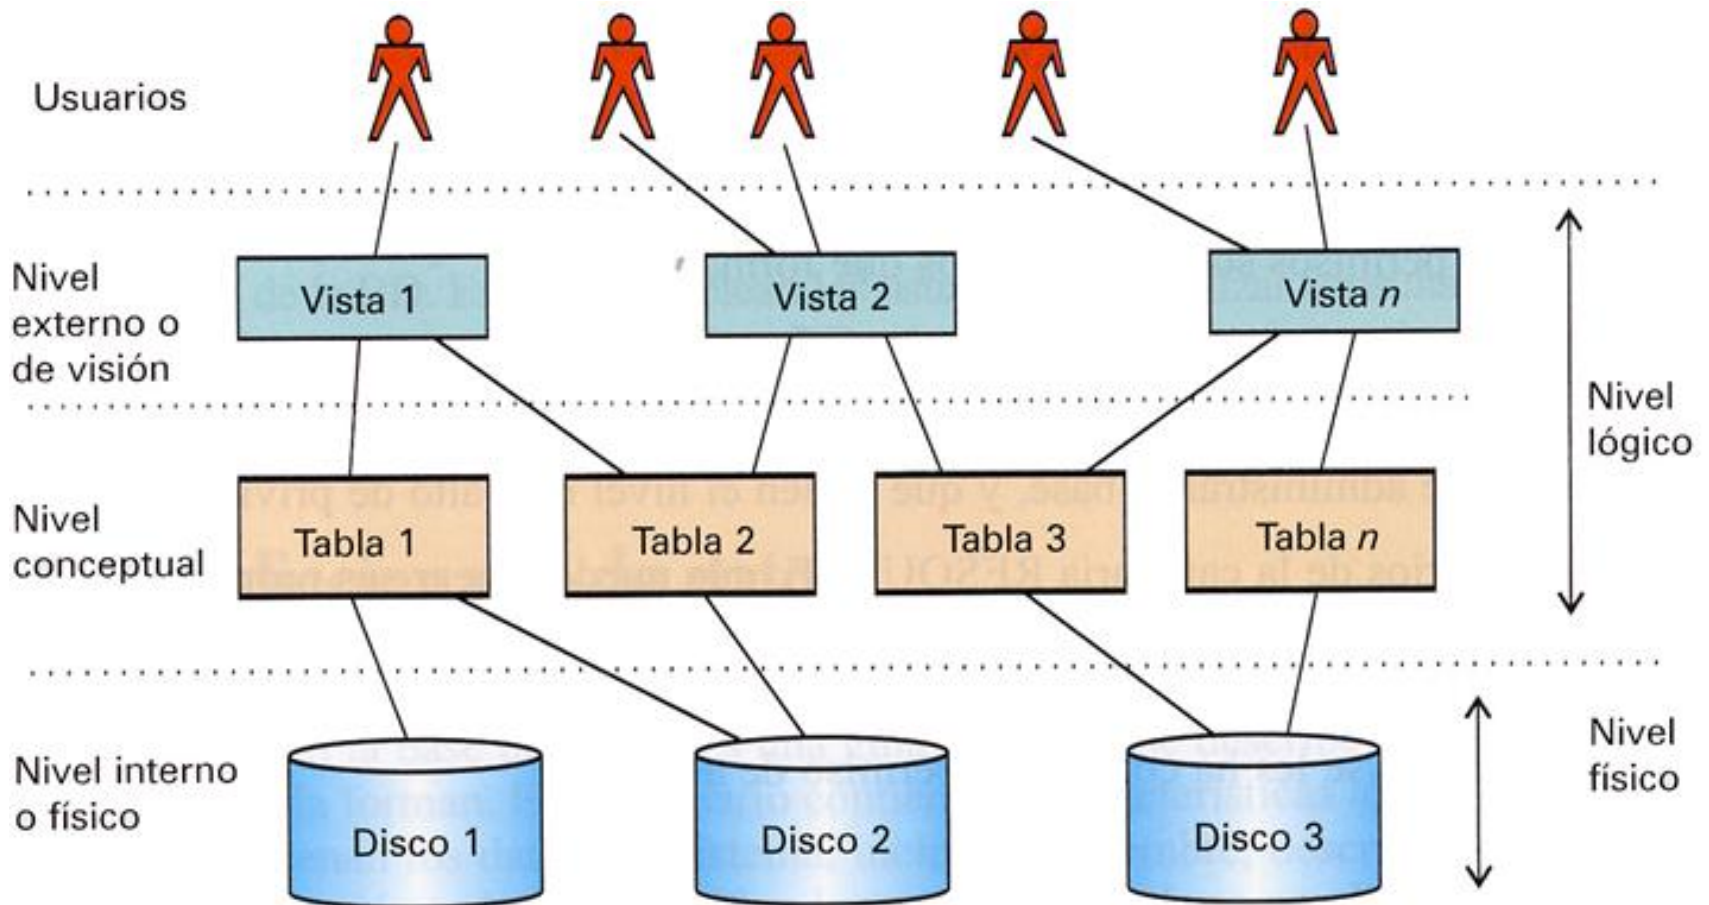 Usuarios
Nivel
externo o
de visión
Vista 1
Vista 2
Vista n
Nivel
lógico
Nivel
conceptual
Tabla 1
Tabla 2
Tabla 3
Tabla n
Nivel interno
o físico
Disco 1
Disco 2
Disco 3
Nivel
físico